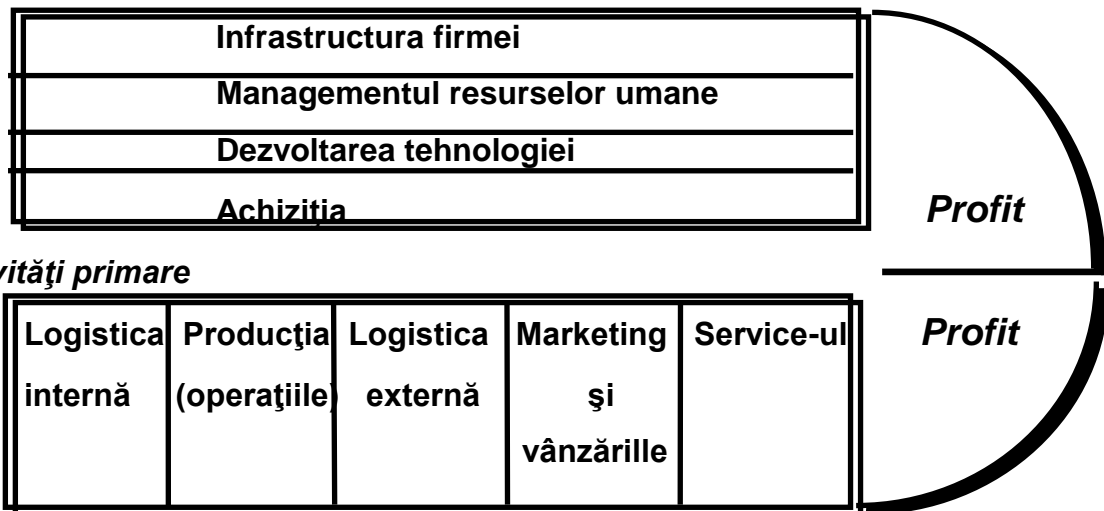 Infrastructura firmei
Managementul resurselor umane
Dezvoltarea tehnologiei
Achiziţia
Profit
vităţi primare
Logistica internă
Producţia (operaţiile)
Logistica externă
Marketing şi vânzărille
Service-ul
Profit